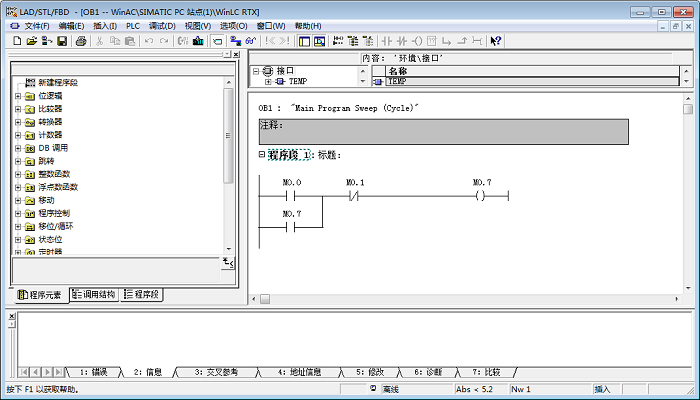 LAD/STL/FBD - [OB1 -- WinAC\SIMATIC PC 站点(1)\WinLC RTX]
文件(F) 编辑(E) 插入(I) PLC 调试(D) 视图(V) 选项(O) 窗口(W) 帮助(H)
内容: '环境\接口'
接口
TEMP
名称
TEMP
新建程序段
位逻辑
比较器
转换器
计数器
DB 调用
跳转
整数函数
浮点数函数
移动
程序控制
移位/循环
状态位
定时器
程序元素 调用结构 程序段
OB1 : "Main Program Sweep (Cycle)"
注释:
程序段 1: 标题:
M0.0 M0.1 M0.7
M0.7
1: 错误 2: 信息 3: 交叉参考 4: 地址信息 5: 修改 6: 诊断 7: 比较
按下 F1 以获取帮助。 离线 Abs < 5.2 Nw 1 插入